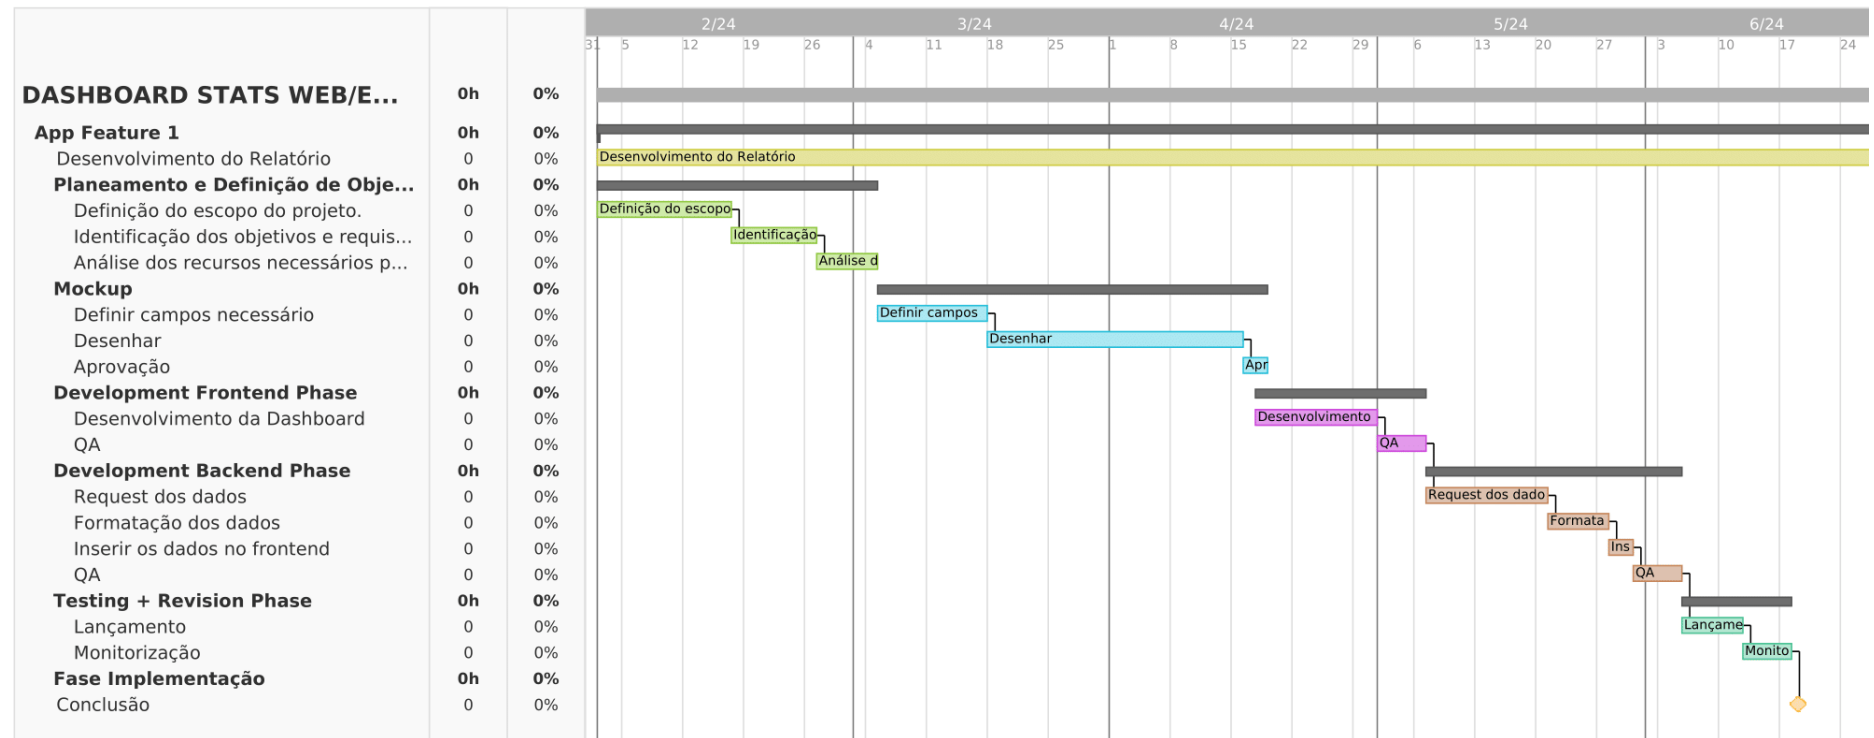 2/24 3/24 4/24 5/24 6/24
31 5 12 19 26 4 11 18 25 1 8 15 22 29 6 13 20 27 3 10 17 24
DASHBOARD STATS WEB/E... 0h 0%
App Feature 1 0h 0%
Desenvolvimento do Relatório 0 0% Desenvolvimento do Relatório
Planeamento e Definição de Obje... 0h 0%
Definição do escopo do projeto. 0 0% Definição do escopo
Identificação dos objetivos e requis... 0 0% Identificação
Análise dos recursos necessários p... 0 0% Análise d
Mockup 0h 0%
Definir campos necessário 0 0% Definir campos
Desenhar 0 0% Desenhar
Aprovação 0 0% Apr
Development Frontend Phase 0h 0%
Desenvolvimento da Dashboard 0 0% Desenvolvimento
QA 0 0% QA
Development Backend Phase 0h 0%
Request dos dados 0 0% Request dos dado
Formatação dos dados 0 0% Formata
Inserir os dados no frontend 0 0% Ins
QA 0 0% QA
Testing + Revision Phase 0h 0%
Lançamento 0 0% Lançame
Monitorização 0 0% Monito
Fase Implementação 0h 0%
Conclusão 0 0%